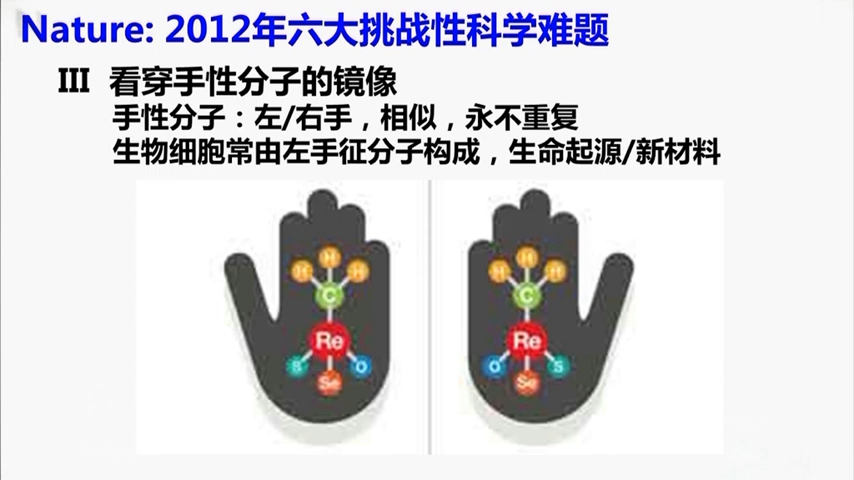 Nature: 2012年六大挑战性科学难题
III 看穿手性分子的镜像
手性分子：左/右手，相似，永不重复
生物细胞常由左手征分子构成，生命起源/新材料
H H H H H H
C C
Re Re
S O O S
Se Se